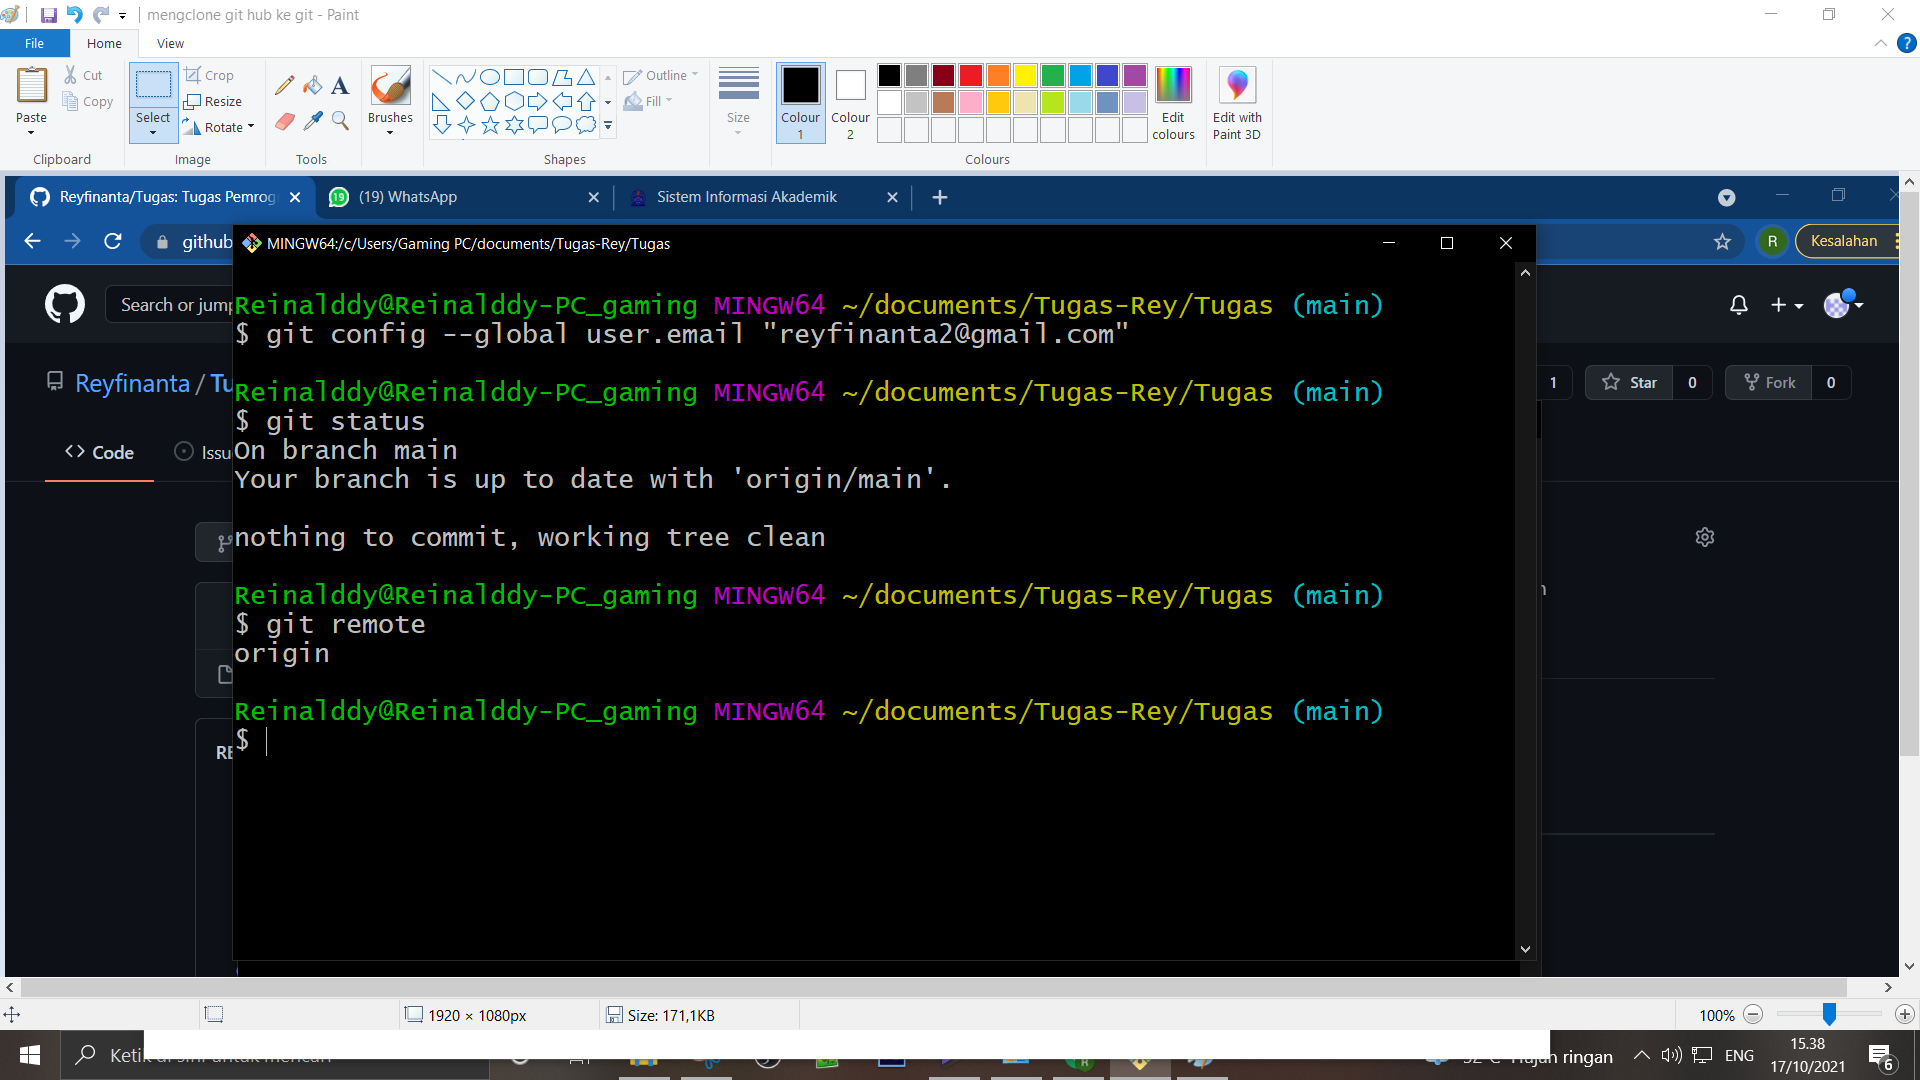 mengclone git hub ke git - Paint
File Home View
Cut
Copy
Paste
Clipboard
Select
Crop
Resize
Rotate
Image
A
Tools
Brushes
Outline
Fill
Shapes
Size
Colour 1
Colour 2
Colours
Edit colours
Edit with Paint 3D
Reyfinanta/Tugas: Tugas Pemrog
19 (19) WhatsApp
Sistem Informasi Akademik
github
R Kesalahan
MINGW64:/c/Users/Gaming PC/documents/Tugas-Rey/Tugas
Search or jump
Reyfinanta / Tu
1 Star 0 Fork 0
Code
Issu
RE
Reinalddy@Reinalddy-PC_gaming MINGW64 ~/documents/Tugas-Rey/Tugas (main)
$ git config --global user.email "reyfinanta2@gmail.com"
Reinalddy@Reinalddy-PC_gaming MINGW64 ~/documents/Tugas-Rey/Tugas (main)
$ git status
On branch main
Your branch is up to date with 'origin/main'.
nothing to commit, working tree clean
Reinalddy@Reinalddy-PC_gaming MINGW64 ~/documents/Tugas-Rey/Tugas (main)
$ git remote
origin
Reinalddy@Reinalddy-PC_gaming MINGW64 ~/documents/Tugas-Rey/Tugas (main)
$
1920 × 1080px
Size: 171,1KB
100%
Ketik di sini untuk mencari
Hujan ringan
ENG
15.38
17/10/2021
6